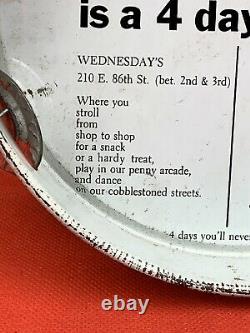 is a 4 day
WEDNESDAY'S
210 E. 86th St. (bet. 2nd & 3rd)
Where you
stroll
from
shop to shop
for a snack
or a hardy treat,
play in our penny arcade,
and dance
on our cobblestoned streets.
4 days you'll never